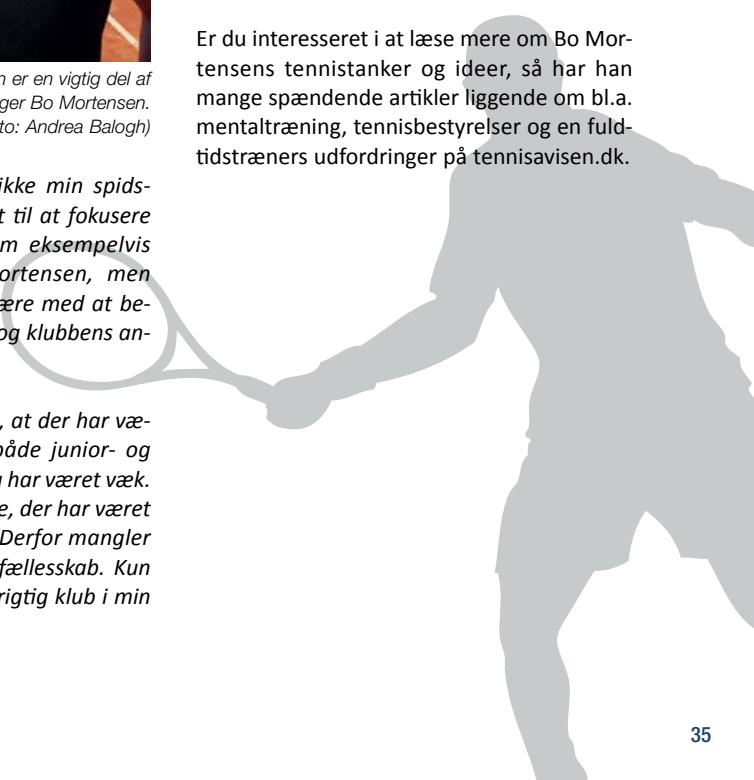 n er en vigtig del af
ger Bo Mortensen.
to: Andrea Balogh)
ikke min spids-
t til at fokusere
m eksempelvis
ortensen, men
ære med at be-
og klubbens an-
, at der har væ-
både junior- og
har været væk.
e, der har været
Derfor mangler
fællesskab. Kun
rigtig klub i min
Er du interesseret i at læse mere om Bo Mor-
tensens tennistanker og ideer, så har han
mange spændende artikler liggende om bl.a.
mentaltræning, tennisbestyrelser og en fuld-
tidstræners udfordringer på tennisavisen.dk.
35